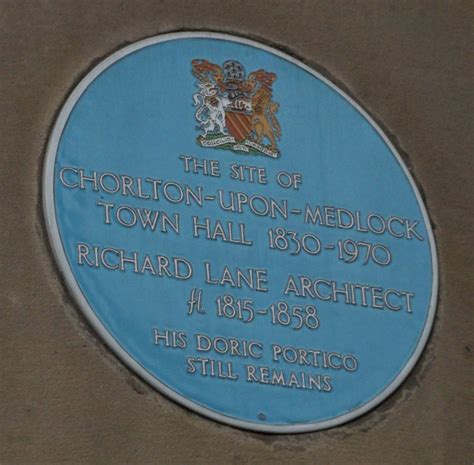 THE SITE OF
CHORLTON-UPON-MEDLOCK
TOWN HALL 1830-1970
RICHARD LANE ARCHITECT
fl. 1815-1858
HIS DORIC PORTICO
STILL REMAINS